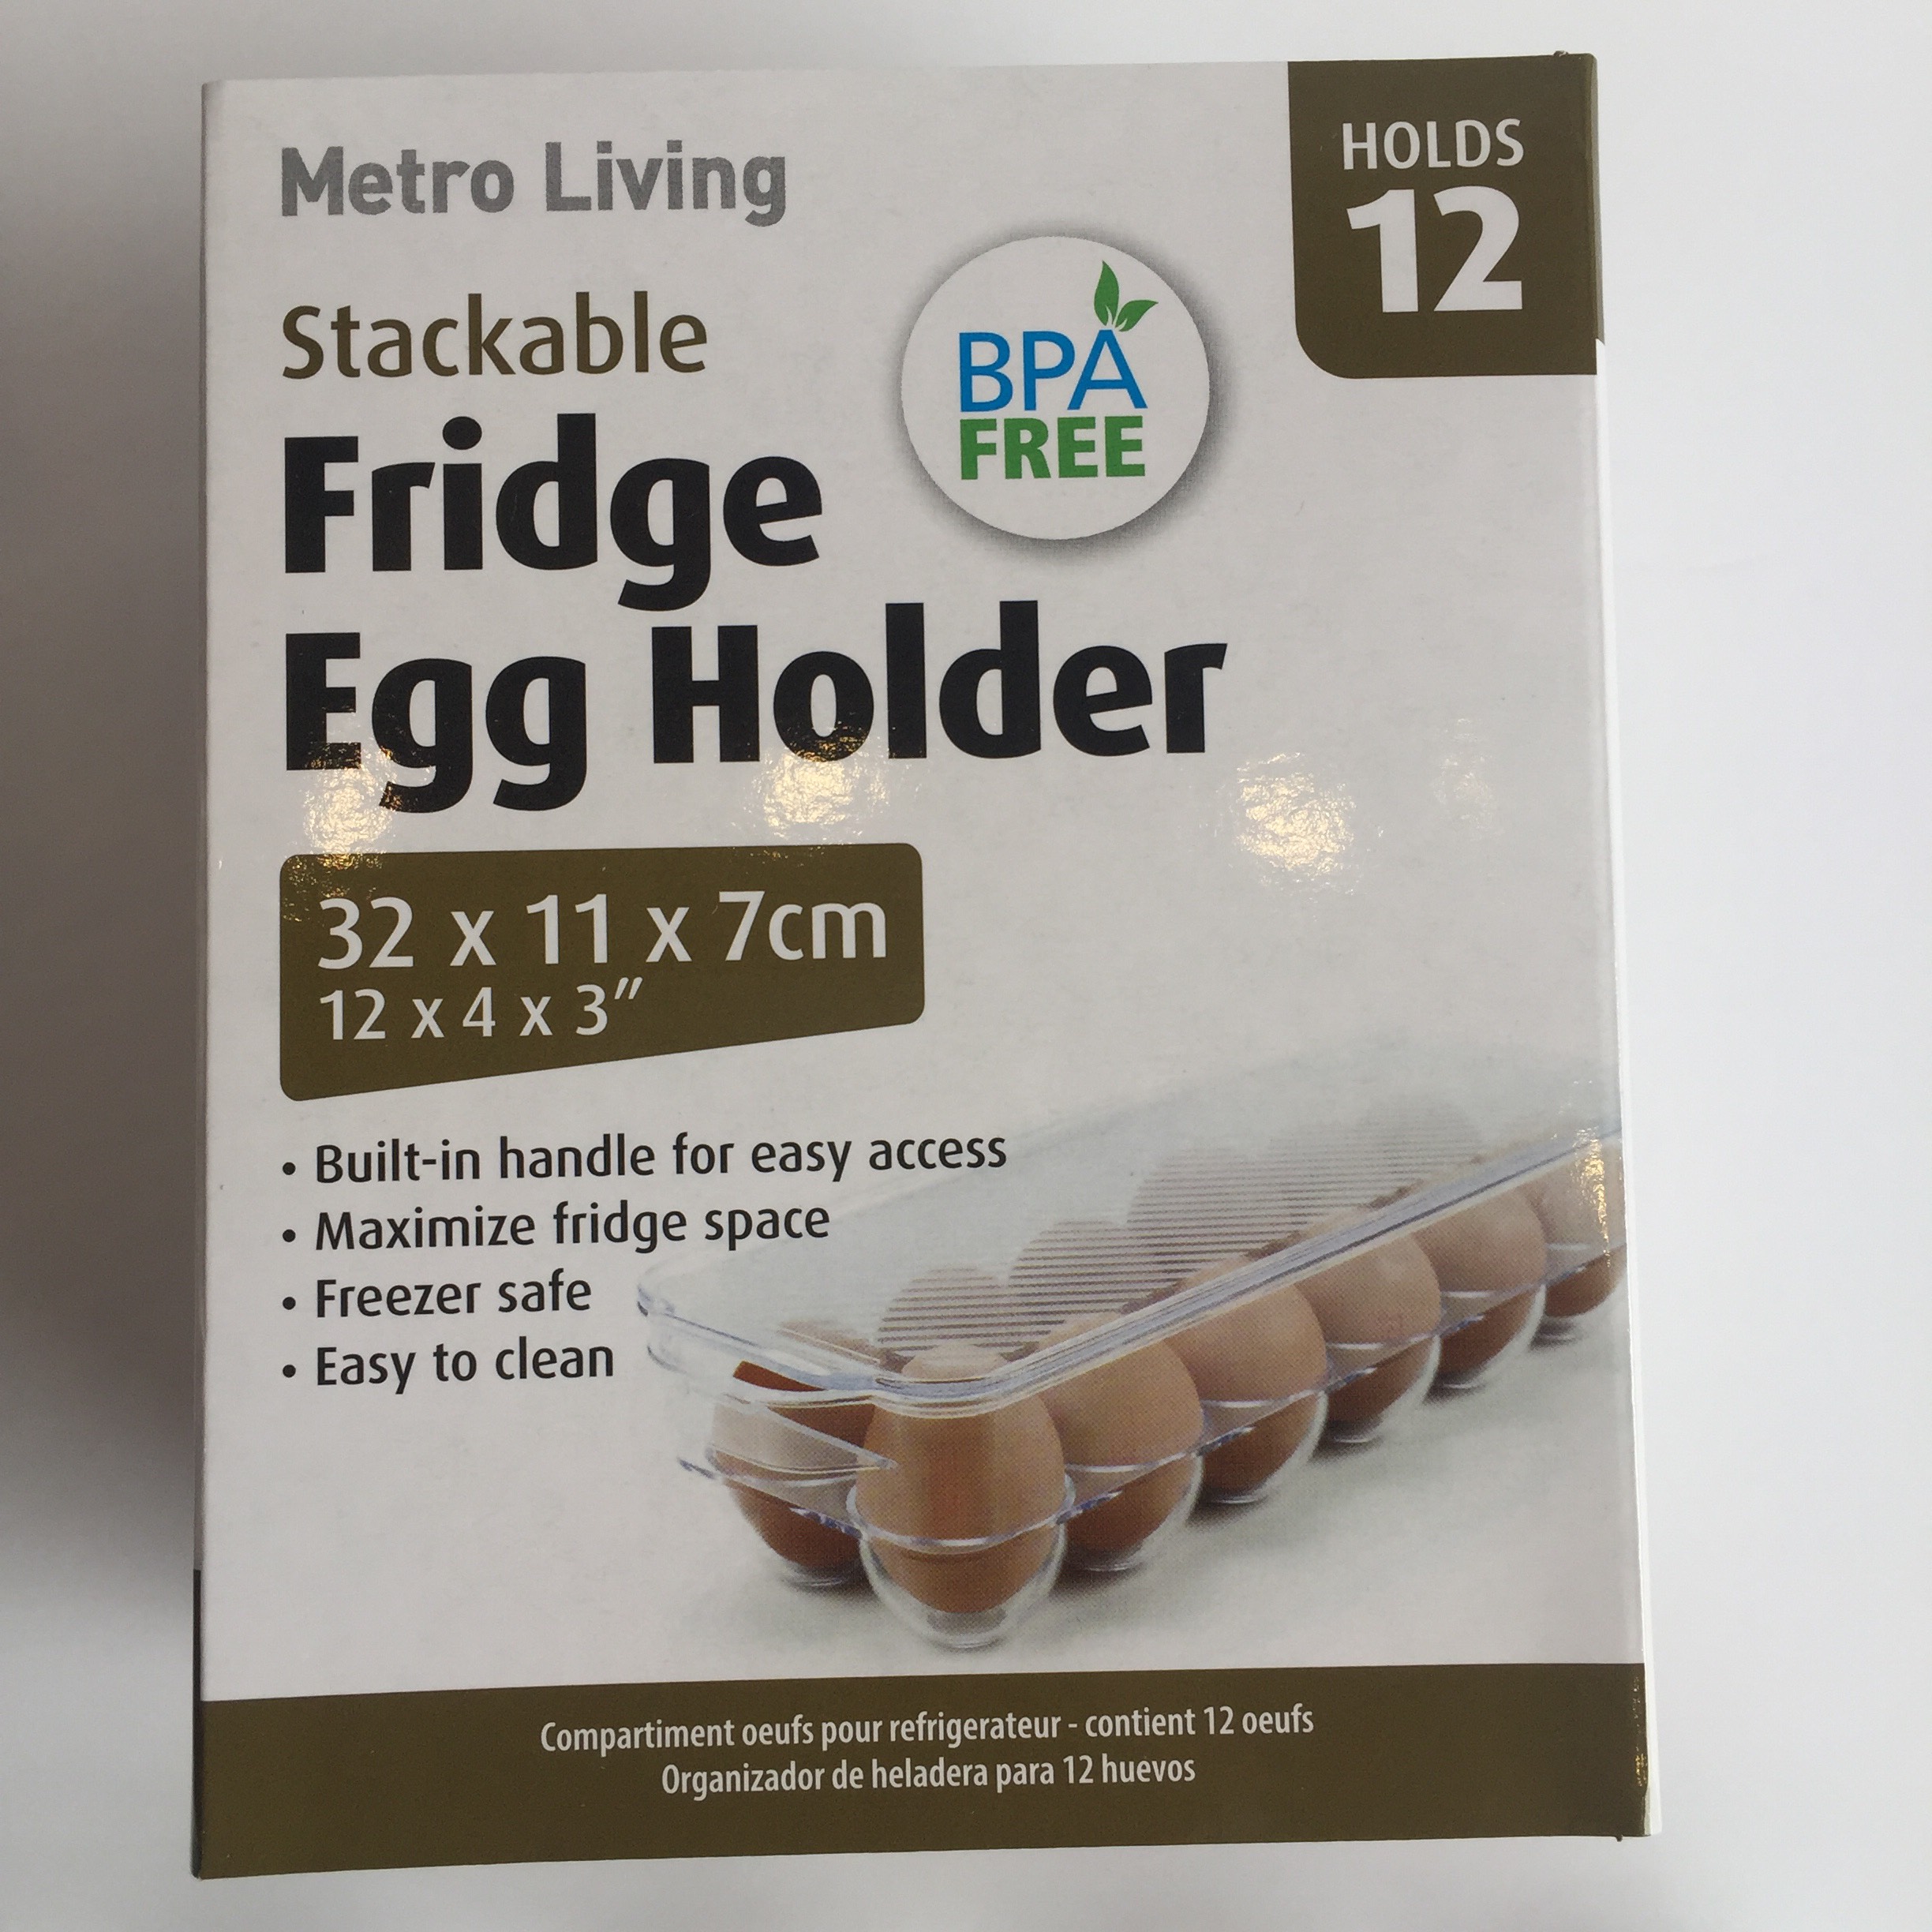 Metro Living
HOLDS
12
Stackable
BPA
FREE
Fridge
Egg Holder
32 x 11 x 7cm
12 x 4 x 3”
• Built-in handle for easy access
• Maximize fridge space
• Freezer safe
• Easy to clean
Compartiment oeufs pour refrigerateur - contient 12 oeufs
Organizador de heladera para 12 huevos